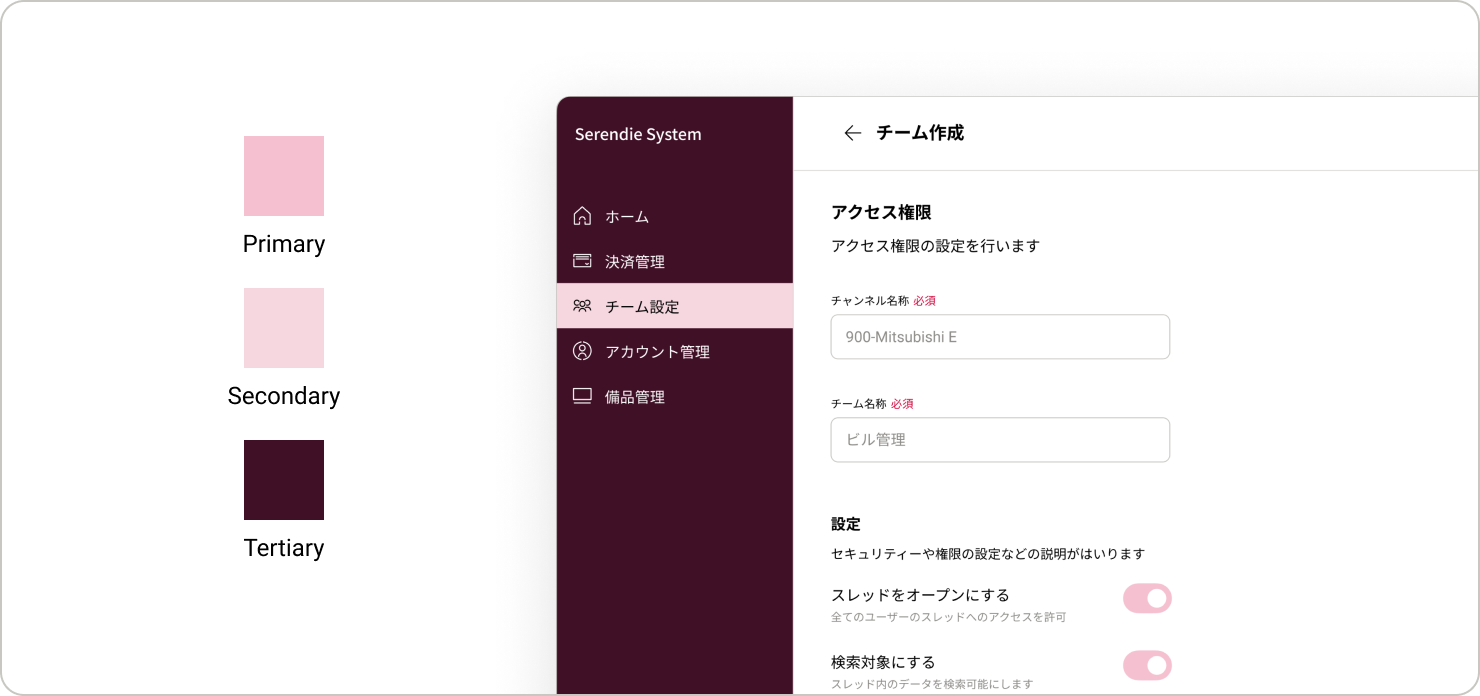 Primary
Secondary
Tertiary
Serendie System
ホーム
決済管理
チーム設定
アカウント管理
備品管理
チーム作成
アクセス権限
アクセス権限の設定を行います
チャンネル名称 必須
900-Mitsubishi E
チーム名称 必須
ビル管理
設定
セキュリティーや権限の設定などの説明がはいります
スレッドをオープンにする
全てのユーザーのスレッドへのアクセスを許可
検索対象にする
スレッド内のデータを検索可能にします